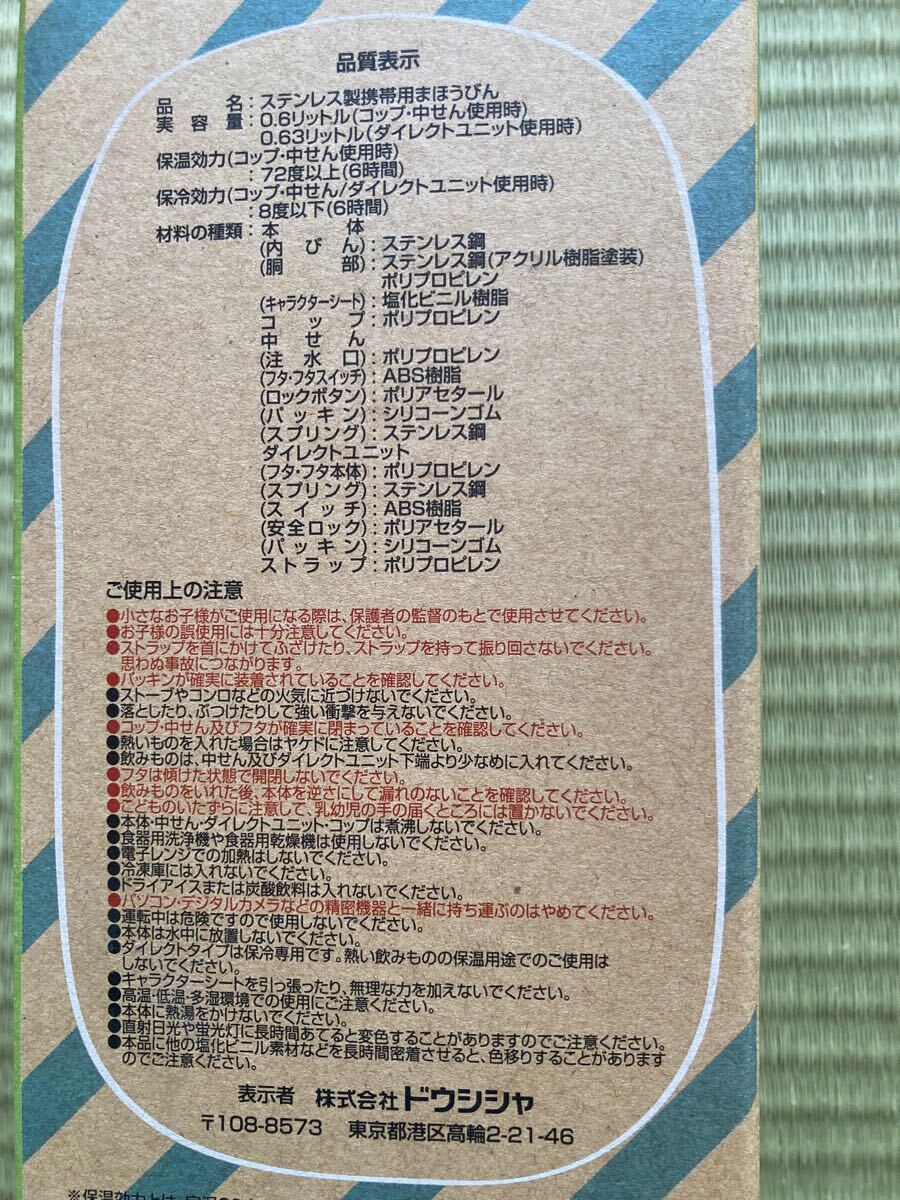 品質表示
品名：ステンレス製携帯用まほうびん
実容量：0.6リットル(コップ・中せん使用時)
0.63リットル(ダイレクトユニット使用時)
保温効力(コップ・中せん使用時)
：72度以上(6時間)
保冷効力(コップ・中せん/ダイレクトユニット使用時)
：8度以下(6時間)
材料の種類：本体
(内びん)：ステンレス鋼
(胴部)：ステンレス鋼(アクリル樹脂塗装)
ポリプロピレン
(キャラクターシート)：塩化ビニル樹脂
コップ：ポリプロピレン
中せん
(注水口)：ポリプロピレン
(フタ・フタスイッチ)：ABS樹脂
(ロックボタン)：ポリアセタール
(パッキン)：シリコーンゴム
(スプリング)：ステンレス鋼
ダイレクトユニット
(フタ・フタ本体)：ポリプロピレン
(スプリング)：ステンレス鋼
(スイッチ)：ABS樹脂
(安全ロック)：ポリアセタール
(パッキン)：シリコーンゴム
ストラップ：ポリプロピレン
ご使用上の注意
●小さなお子様がご使用になる際は、保護者の監督のもとで使用させてください。
●お子様の誤使用には十分注意してください。
●ストラップを首にかけてふざけたり、ストラップを持って振り回さないでください。
思わぬ事故につながります。
●パッキンが確実に装着されていることを確認してください。
●ストーブやコンロなどの火気に近づけないでください。
●落としたり、ぶつけたりして強い衝撃を与えないでください。
●コップ・中せん及びフタが確実に閉まっていることを確認してください。
●熱いものを入れた場合はヤケドに注意してください。
●飲みものは、中せん及びダイレクトユニット下端より少なめに入れてください。
●フタは傾けた状態で開閉しないでください。
●飲みものをいれた後、本体を逆さにして漏れのないことを確認してください。
●こどものいたずらに注意して、乳幼児の手の届くところには置かないでください。
●本体・中せん・ダイレクトユニット・コップは煮沸しないでください。
●食器用洗浄機や食器用乾燥機は使用しないでください。
●電子レンジでの加熱はしないでください。
●冷凍庫には入れないでください。
●ドライアイスまたは炭酸飲料は入れないでください。
●パソコン・デジタルカメラなどの精密機器と一緒に持ち運ぶのはやめてください。
●運転中は危険ですので使用しないでください。
●本体は水中に放置しないでください。
●ダイレクトタイプは保冷専用です。熱い飲みものの保温用途でのご使用は
しないでください。
●キャラクターシートを引っ張ったり、無理な力を加えないでください。
●高温・低温・多湿環境での使用にご注意ください。
●本体に熱湯をかけないでください。
●直射日光や蛍光灯に長時間あてると変色することがありますのでご注意ください。
●本品に他の塩化ビニル素材などを長時間密着させると、色移りすることがあります
のでご注意ください。
表示者 株式会社ドウシシャ
〒108-8573 東京都港区高輪2-21-46
※保温効力とは、室温